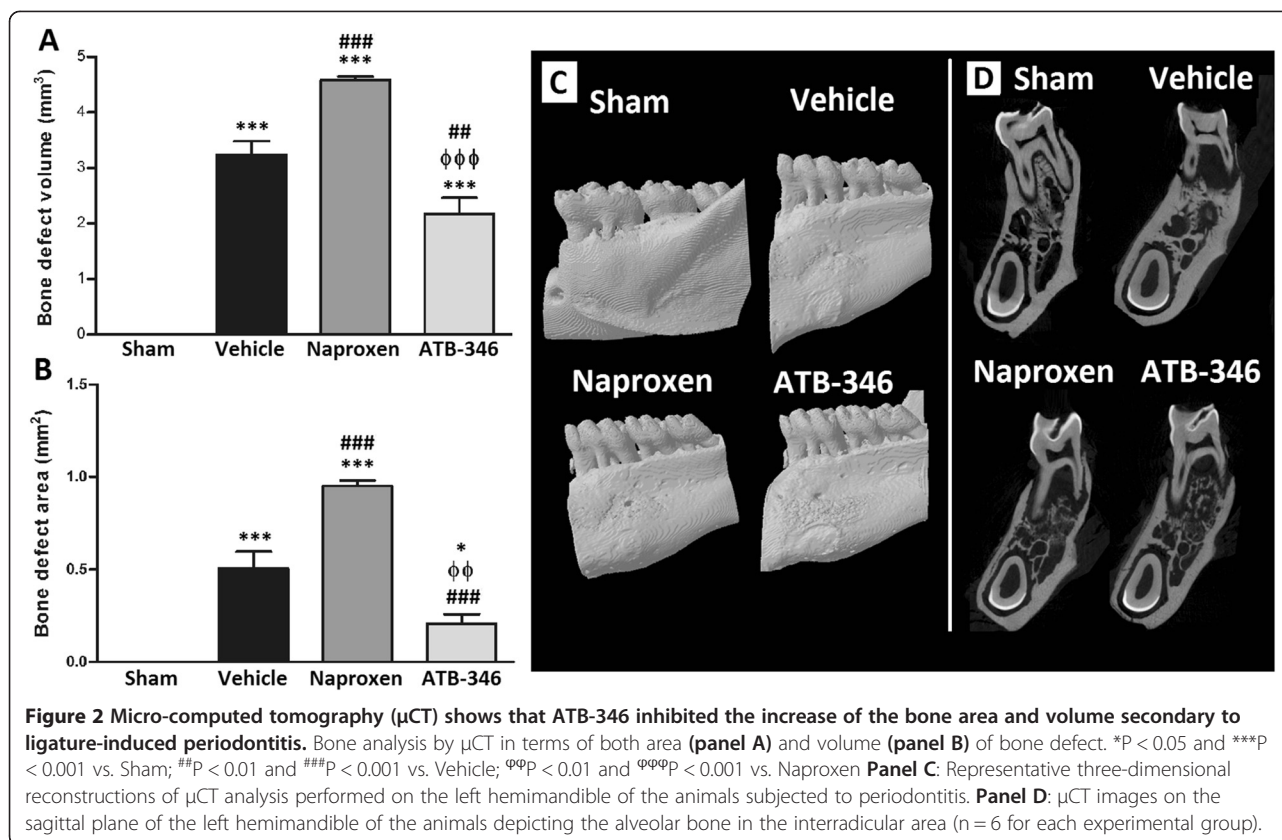 A
Bone defect volume (mm³)
5
4
3
2
1
0
***
###
***
##
ϕϕϕ
***
Sham Vehicle Naproxen ATB-346
B
Bone defect area (mm²)
1.5
1.0
0.5
0.0
***
###
***
*
ϕϕ
###
Sham Vehicle Naproxen ATB-346
C
Sham Vehicle
Naproxen ATB-346
D
Sham Vehicle
Naproxen ATB-346
Figure 2 Micro-computed tomography (μCT) shows that ATB-346 inhibited the increase of the bone area and volume secondary to
ligature-induced periodontitis. Bone analysis by μCT in terms of both area (panel A) and volume (panel B) of bone defect. *P < 0.05 and ***P
< 0.001 vs. Sham; ##P < 0.01 and ###P < 0.001 vs. Vehicle; φφP < 0.01 and φφφP < 0.001 vs. Naproxen Panel C: Representative three-dimensional
reconstructions of μCT analysis performed on the left hemimandible of the animals subjected to periodontitis. Panel D: μCT images on the
sagittal plane of the left hemimandible of the animals depicting the alveolar bone in the interradicular area (n = 6 for each experimental group).